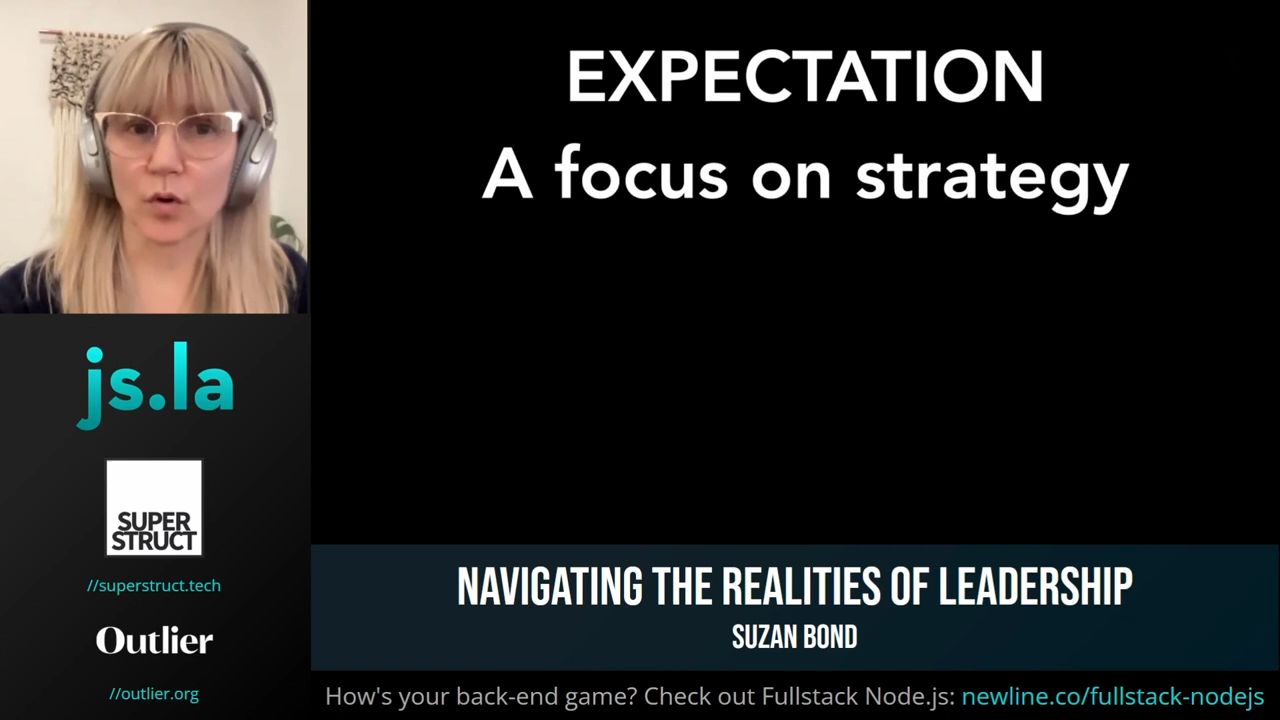 EXPECTATION
A focus on strategy
js.la
SUPER
STRUCT
//superstruct.tech
Outlier
//outlier.org
NAVIGATING THE REALITIES OF LEADERSHIP
SUZAN BOND
How's your back-end game? Check out Fullstack Node.js: newline.co/fullstack-nodejs